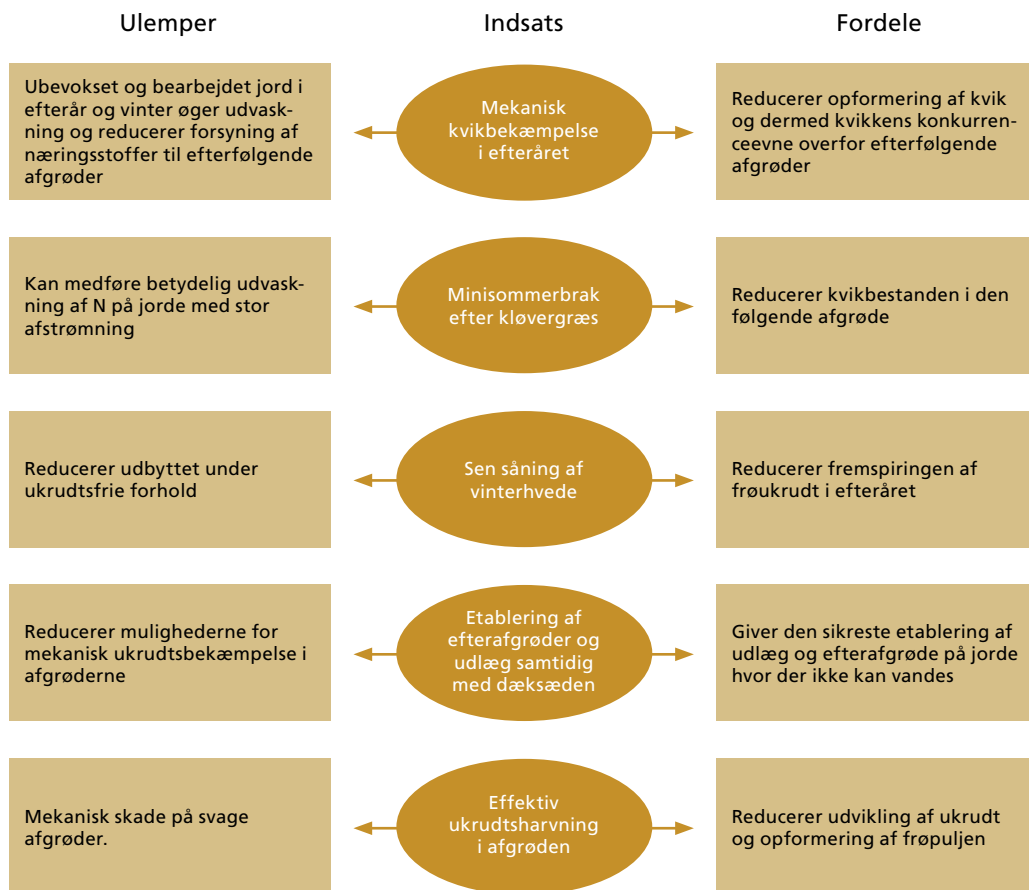 Ulemper
Indsats
Fordele
Ubevokset og bearbejdet jord i
efterår og vinter øger udvask-
ning og reducerer forsyning af
næringsstoffer til efterfølgende
afgrøder
Mekanisk
kvikbekæmpelse
i efteråret
Reducerer opformering af kvik
og dermed kvikkens konkurren-
ceevne overfor efterfølgende
afgrøder
Kan medføre betydelig udvask-
ning af N på jorde med stor
afstrømning
Minisommerbrak
efter kløvergræs
Reducerer kvikbestanden i den
følgende afgrøde
Reducerer udbyttet under
ukrudtsfrie forhold
Sen såning af
vinterhvede
Reducerer fremspiringen af
frøukrudt i efteråret
Reducerer mulighederne for
mekanisk ukrudtsbekæmpelse i
afgrøderne
Etablering af
efterafgrøder og
udlæg samtidig
med dæksæden
Giver den sikreste etablering af
udlæg og efterafgrøde på jorde
hvor der ikke kan vandes
Mekanisk skade på svage
afgrøder.
Effektiv
ukrudtsharvning
i afgrøden
Reducerer udvikling af ukrudt
og opformering af frøpuljen